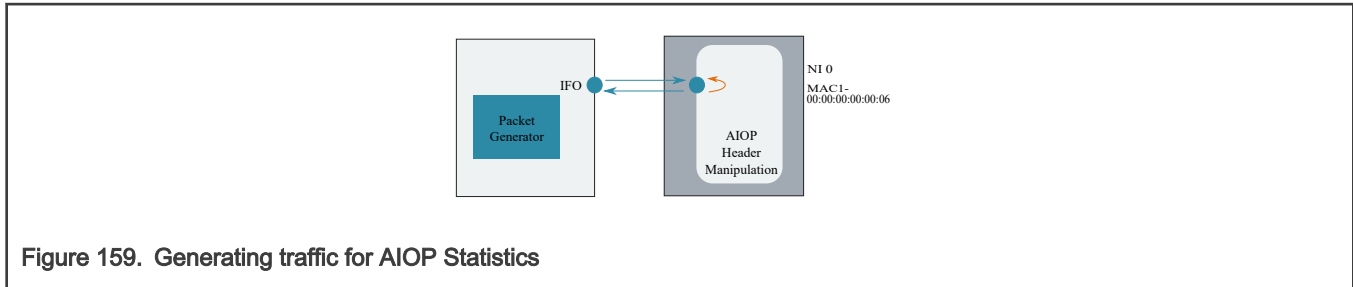 IFO
Packet
Generator
AIOP
Header
Manipulation
NI 0
MAC1-
00:00:00:00:00:06
Figure 159. Generating traffic for AIOP Statistics